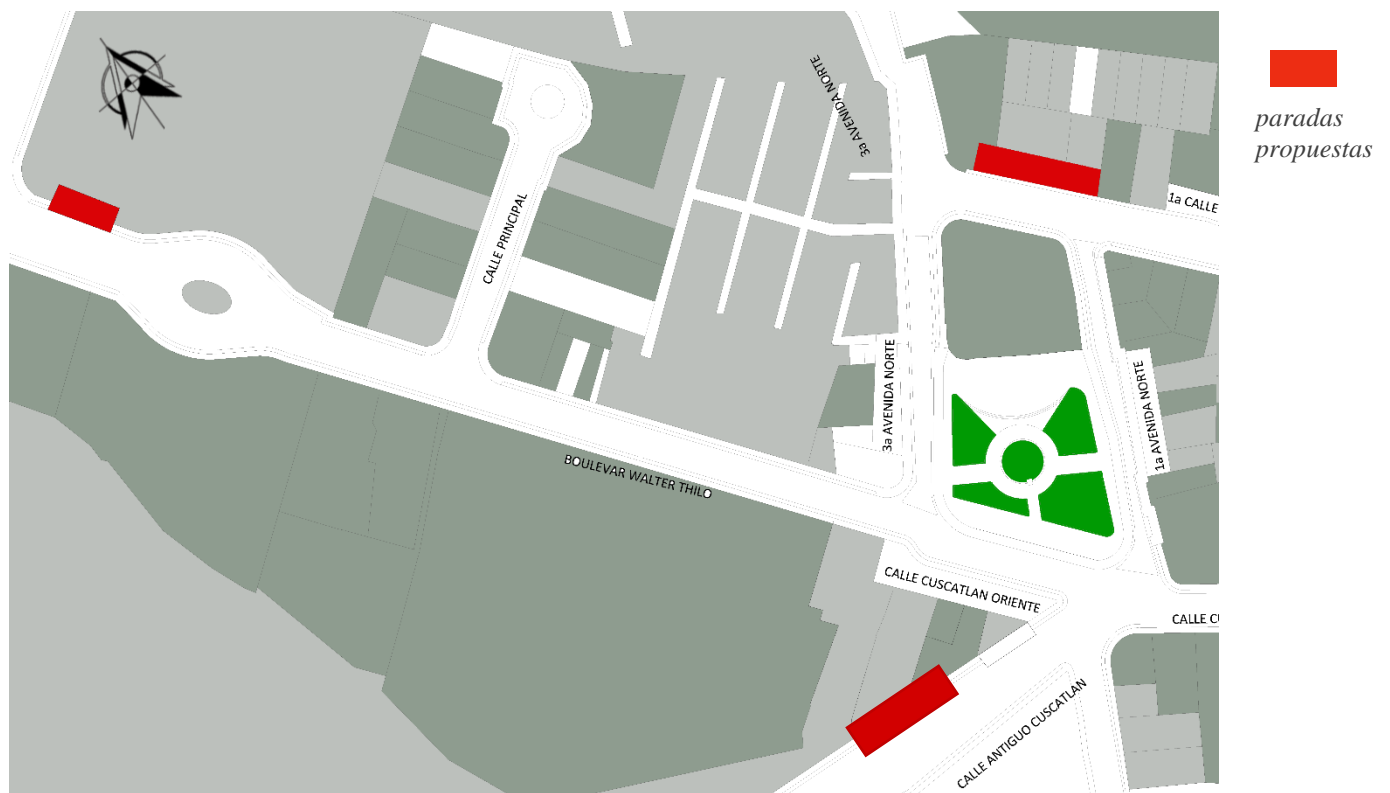 3a AVENIDA NORTE
paradas
propuestas
1a CALLE
CALLE PRINCIPAL
3a AVENIDA NORTE
1a AVENIDA NORTE
BOULEVAR WALTER THILO
CALLE CUSCATLAN ORIENTE
CALLE CU
CALLE ANTIGUO CUSCATLAN